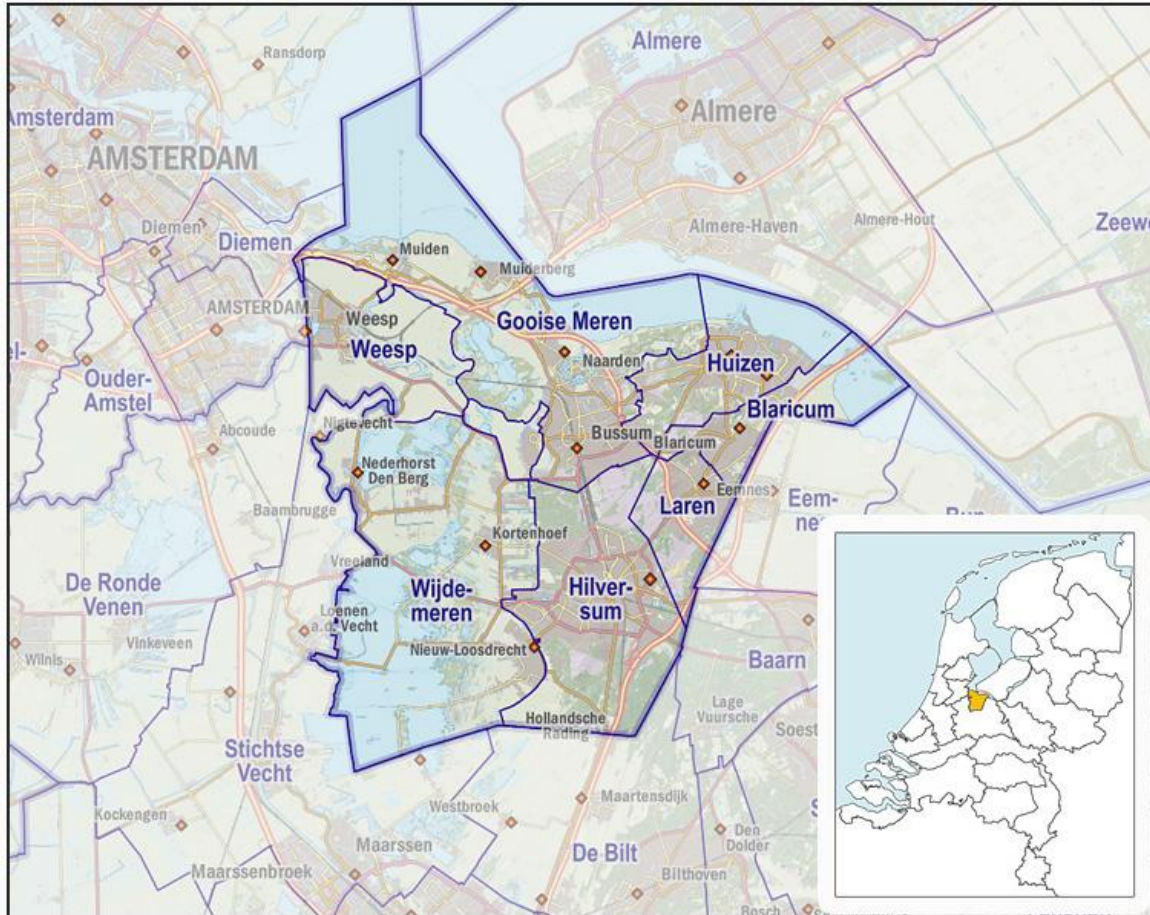 Almere
Ransdorp
Amsterdam
Almere
AMSTERDAM
Diemen
Almere-Haven
Almere-Hout
Zeewo
Diemen
Muiden
Muiderberg
AMSTERDAM
Weesp
Gooise Meren
Weesp
Naarden
Huizen
el-
Ouder-
Amstel
Blaricum
Abcoude
Bussum
Blaricum
Nederhorst
Den Berg
Laren
Eemnes
Eem-
nes
Baambrugge
Kortenhoef
Vreeland
De Ronde
Venen
Wijde-
meren
Hilver-
sum
Loenen
a.d. Vecht
Vinkeveen
Wilnis
Nieuw-Loosdrecht
Baarn
Lage
Vuursche
Soest
Hollandsche
Rading
Stichtse
Vecht
Westbroek
Maartensdijk
Kockengen
Den
Dolder
Maarssen
De Bilt
Maarssenbroek
Bilthoven
Bosch